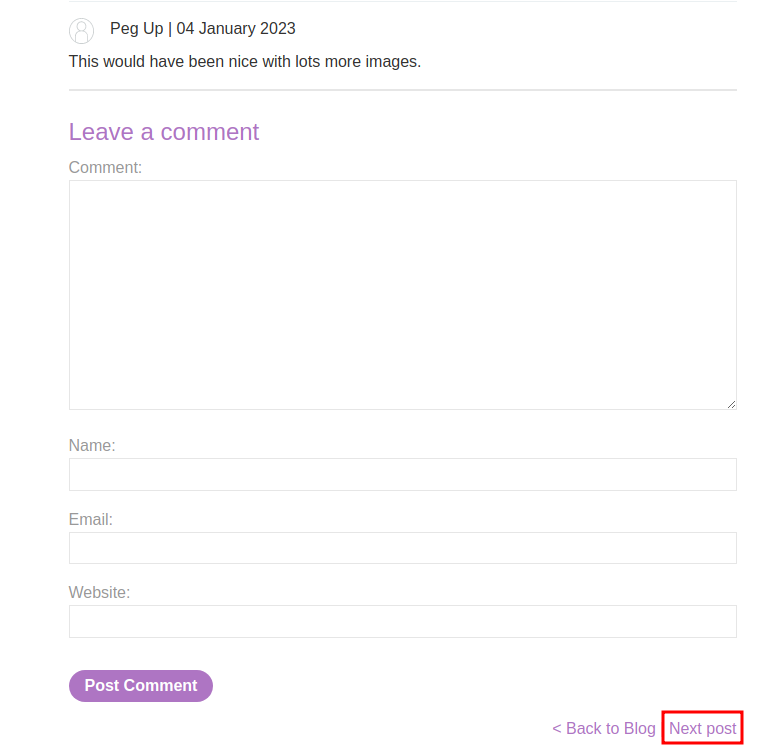 Peg Up | 04 January 2023
This would have been nice with lots more images.
Leave a comment
Comment:
Name:
Email:
Website:
Post Comment
< Back to Blog Next post